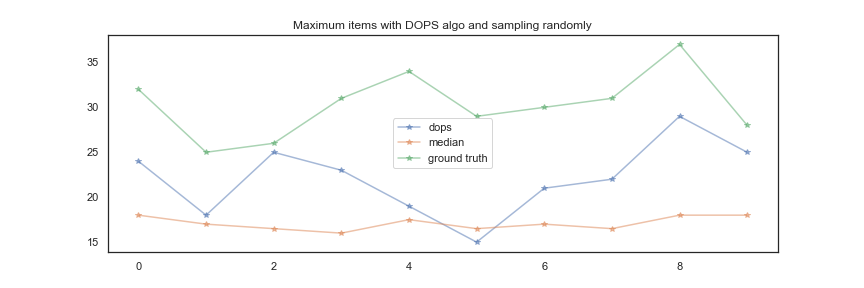 Maximum items with DOPS algo and sampling randomly
35
30
25
20
15
dops
median
ground truth
0 2 4 6 8